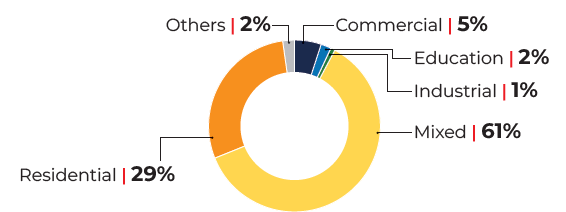 Others | 2%
Commercial | 5%
Education | 2%
Industrial | 1%
Mixed | 61%
Residential | 29%